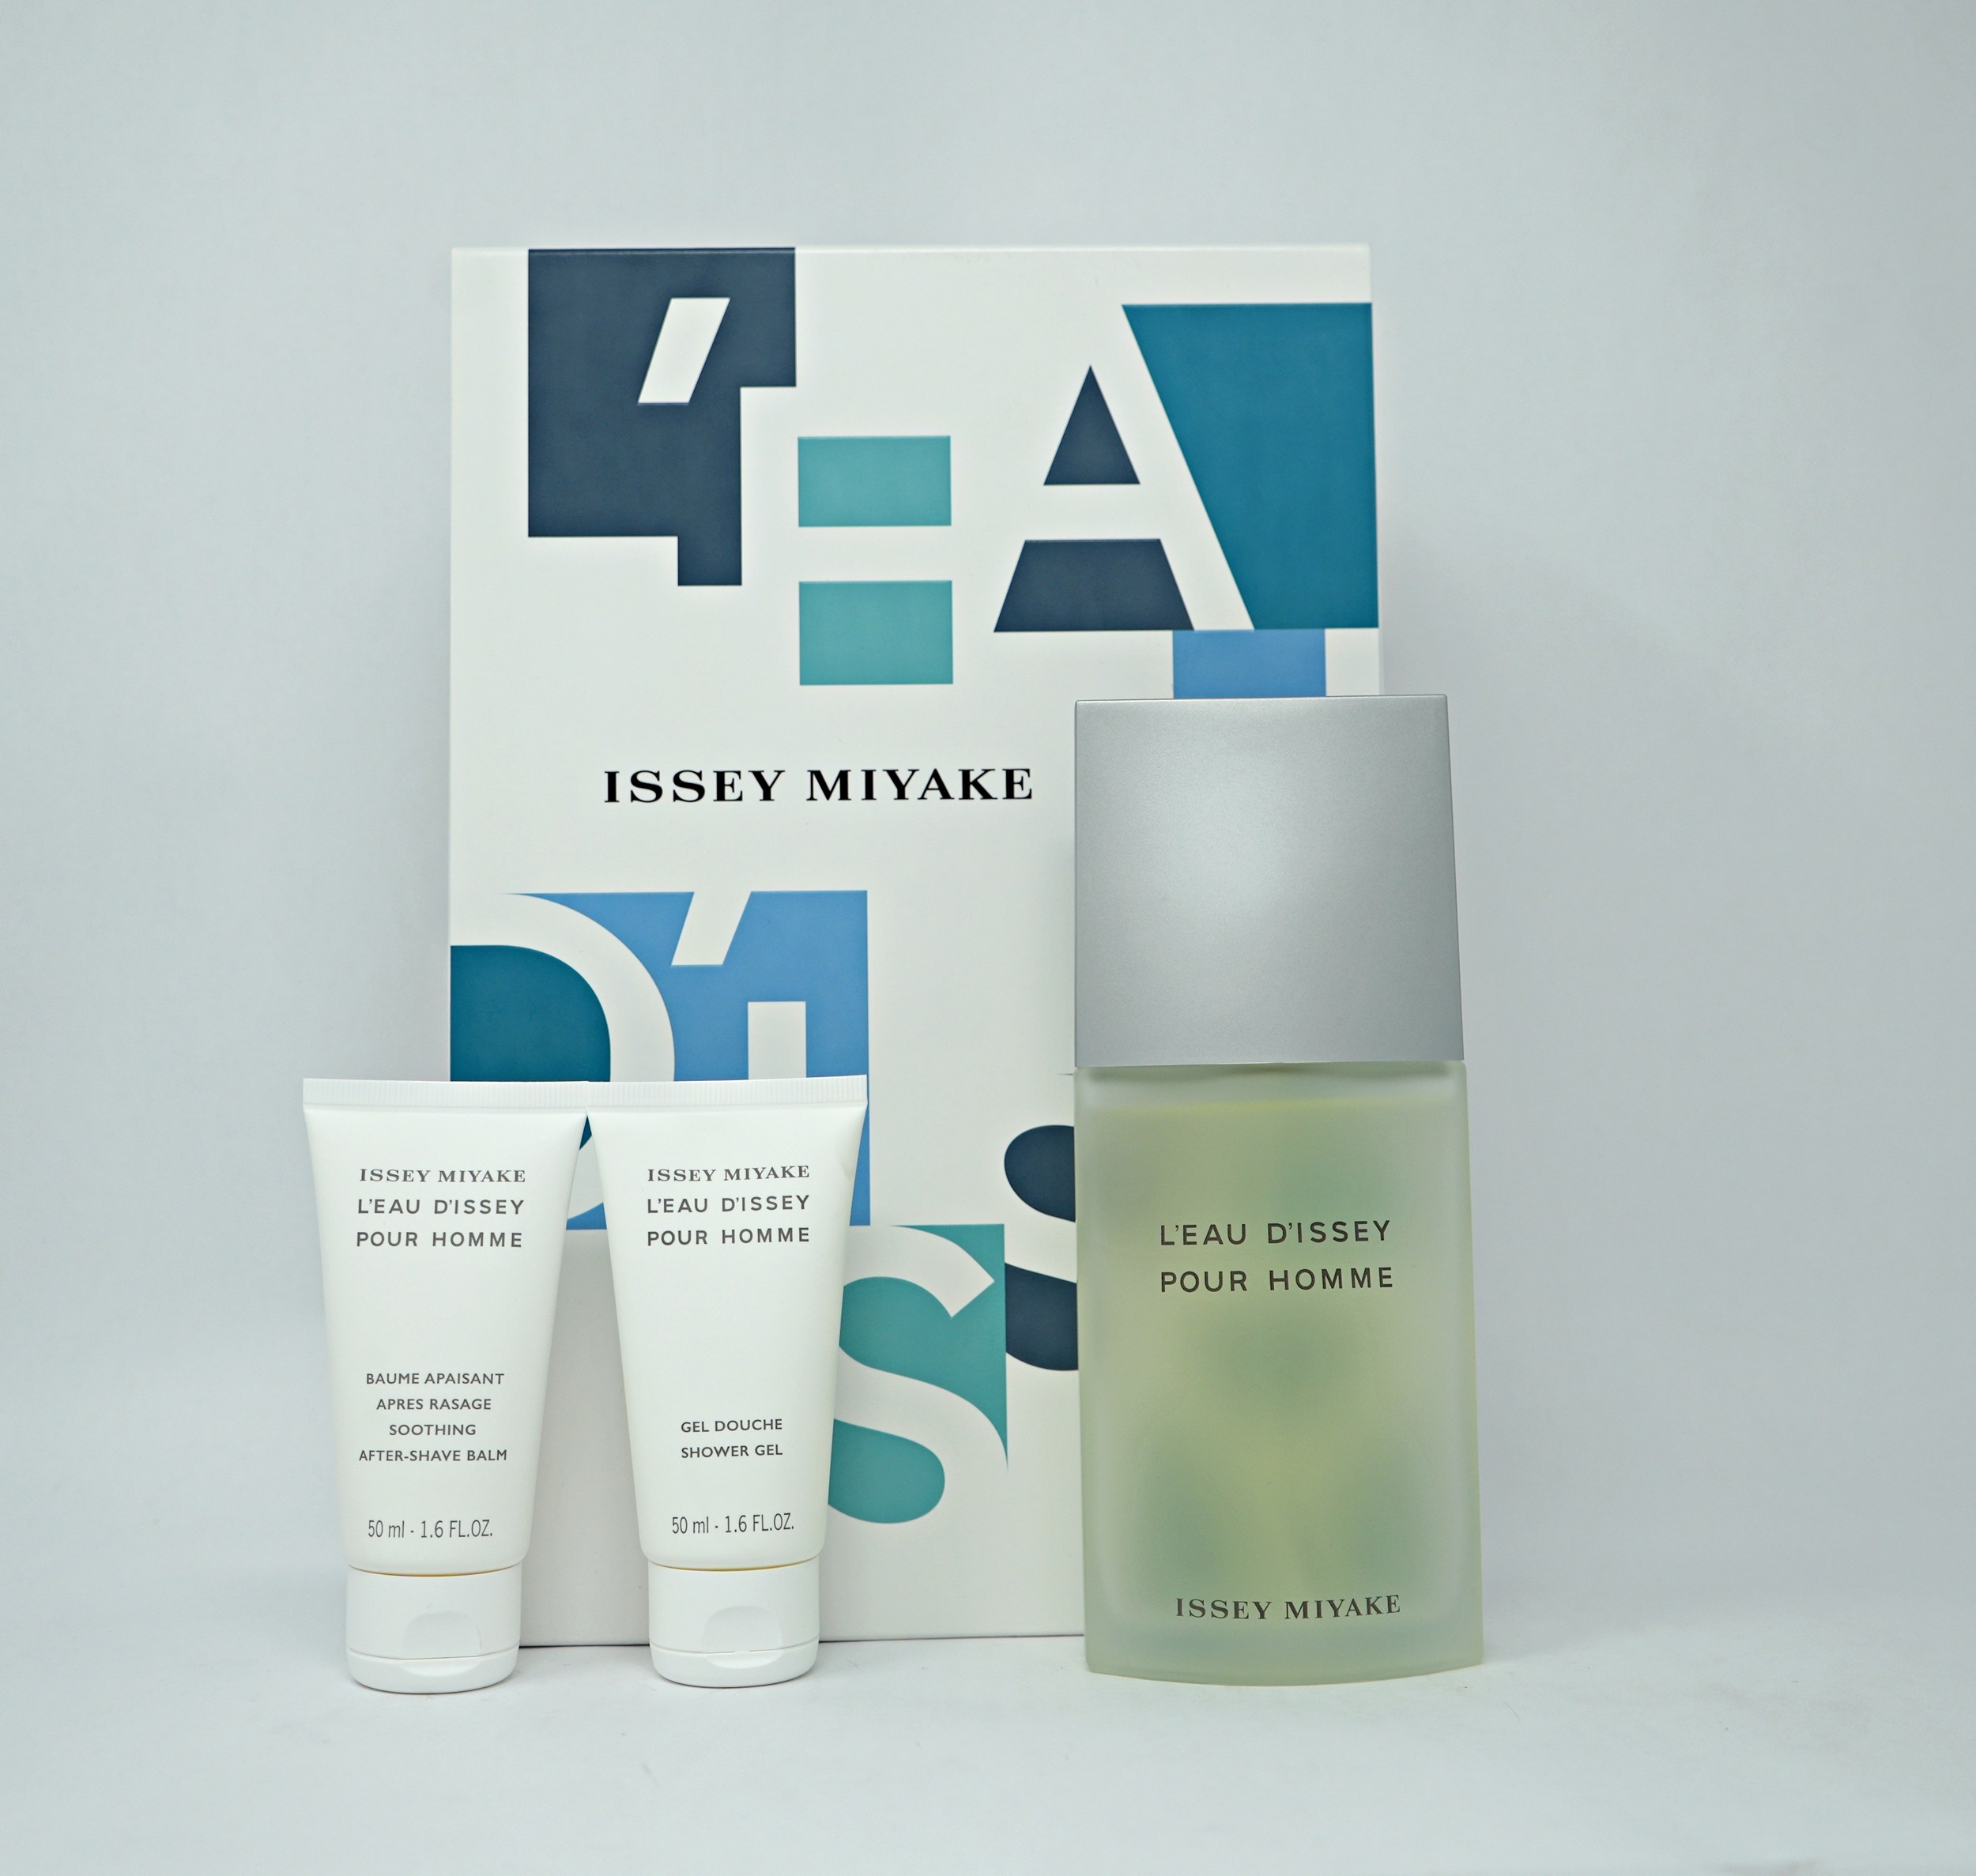 L'EA
ISSEY MIYAKE
D'I
SS
ISSEY MIYAKE
L'EAU D'ISSEY
POUR HOMME
BAUME APAISANT
APRES RASAGE
SOOTHING
AFTER-SHAVE BALM
50 ml · 1.6 FL.OZ.
ISSEY MIYAKE
L'EAU D'ISSEY
POUR HOMME
GEL DOUCHE
SHOWER GEL
50 ml · 1.6 FL.OZ.
L'EAU D'ISSEY
POUR HOMME
ISSEY MIYAKE